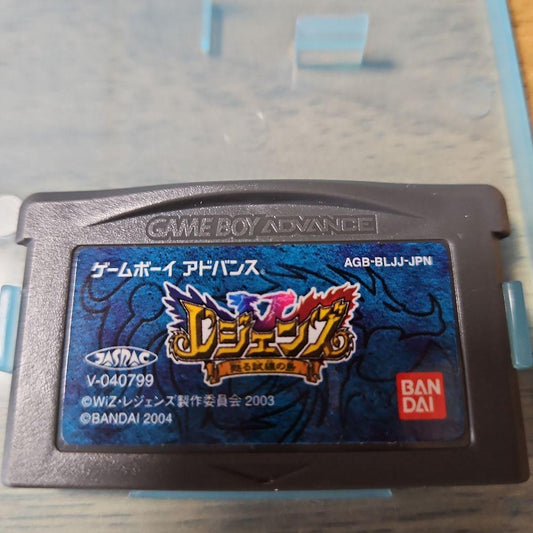 GAME BOY ADVANCE
ゲームボーイ アドバンス® AGB-BLJJ-JPN
レジェンズ
甦る試練の島
JASRAC
V-040799
©WiZ・レジェンズ製作委員会 2003
©BANDAI 2004
BAN
DAI